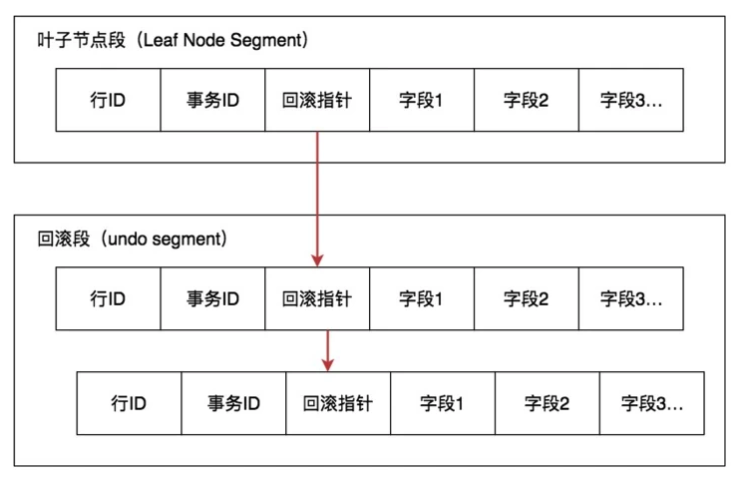 叶子节点段（Leaf Node Segment）
行ID 事务ID 回滚指针 字段1 字段2 字段3...
回滚段（undo segment）
行ID 事务ID 回滚指针 字段1 字段2 字段3...
行ID 事务ID 回滚指针 字段1 字段2 字段3...